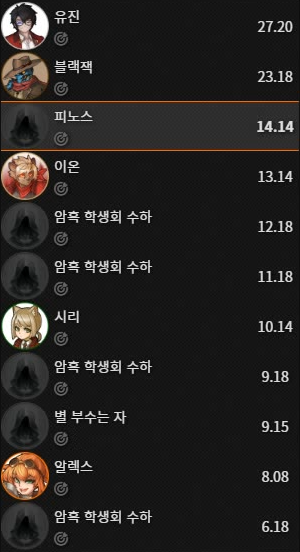 유진
27.20
블랙잭
23.18
피노스
14.14
이온
13.14
암흑 학생회 수하
12.18
암흑 학생회 수하
11.18
시리
10.14
암흑 학생회 수하
9.18
별 부수는 자
9.15
알렉스
8.08
암흑 학생회 수하
6.18